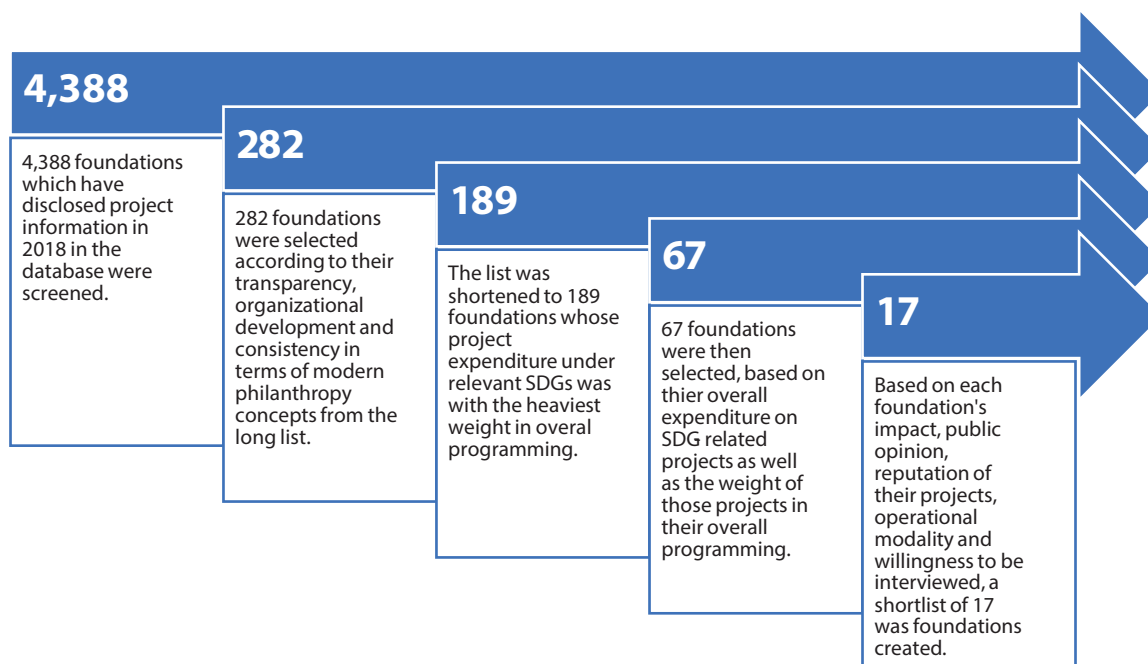 4,388
4,388 foundations
which have
disclosed project
information in
2018 in the
database were
screened.
282
282 foundations
were selected
according to their
transparency,
organizational
development and
consistency in
terms of modern
philanthropy
concepts from the
long list.
189
The list was
shortened to 189
foundations whose
project
expenditure under
relevant SDGs was
with the heaviest
weight in overal
programming.
67
67 foundations
were then
selected, based on
thier overall
expenditure on
SDG related
projects as well
as the weight of
those projects in
their overall
programming.
17
Based on each
foundation's
impact, public
opinion,
reputation of
their projects,
operational
modality and
willingness to be
interviewed, a
shortlist of 17
was foundations
created.